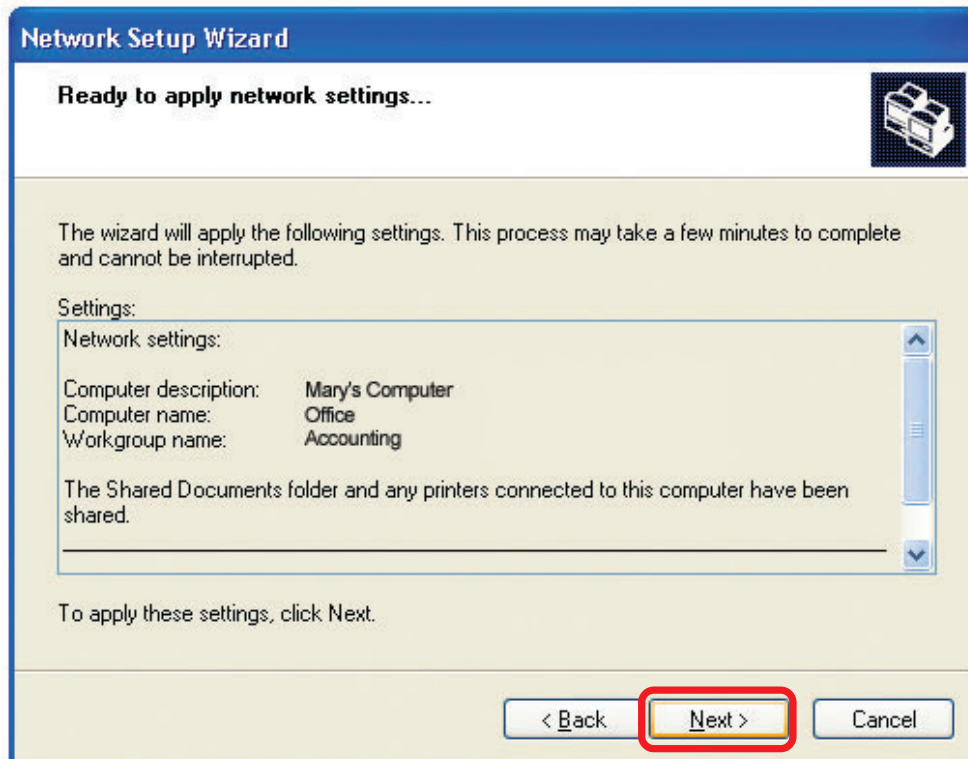 Network Setup Wizard
Ready to apply network settings...
The wizard will apply the following settings. This process may take a few minutes to complete
and cannot be interrupted.
Settings:
Network settings:
Computer description: Mary's Computer
Computer name: Office
Workgroup name: Accounting
The Shared Documents folder and any printers connected to this computer have been
shared.
To apply these settings, click Next.
< Back Next > Cancel